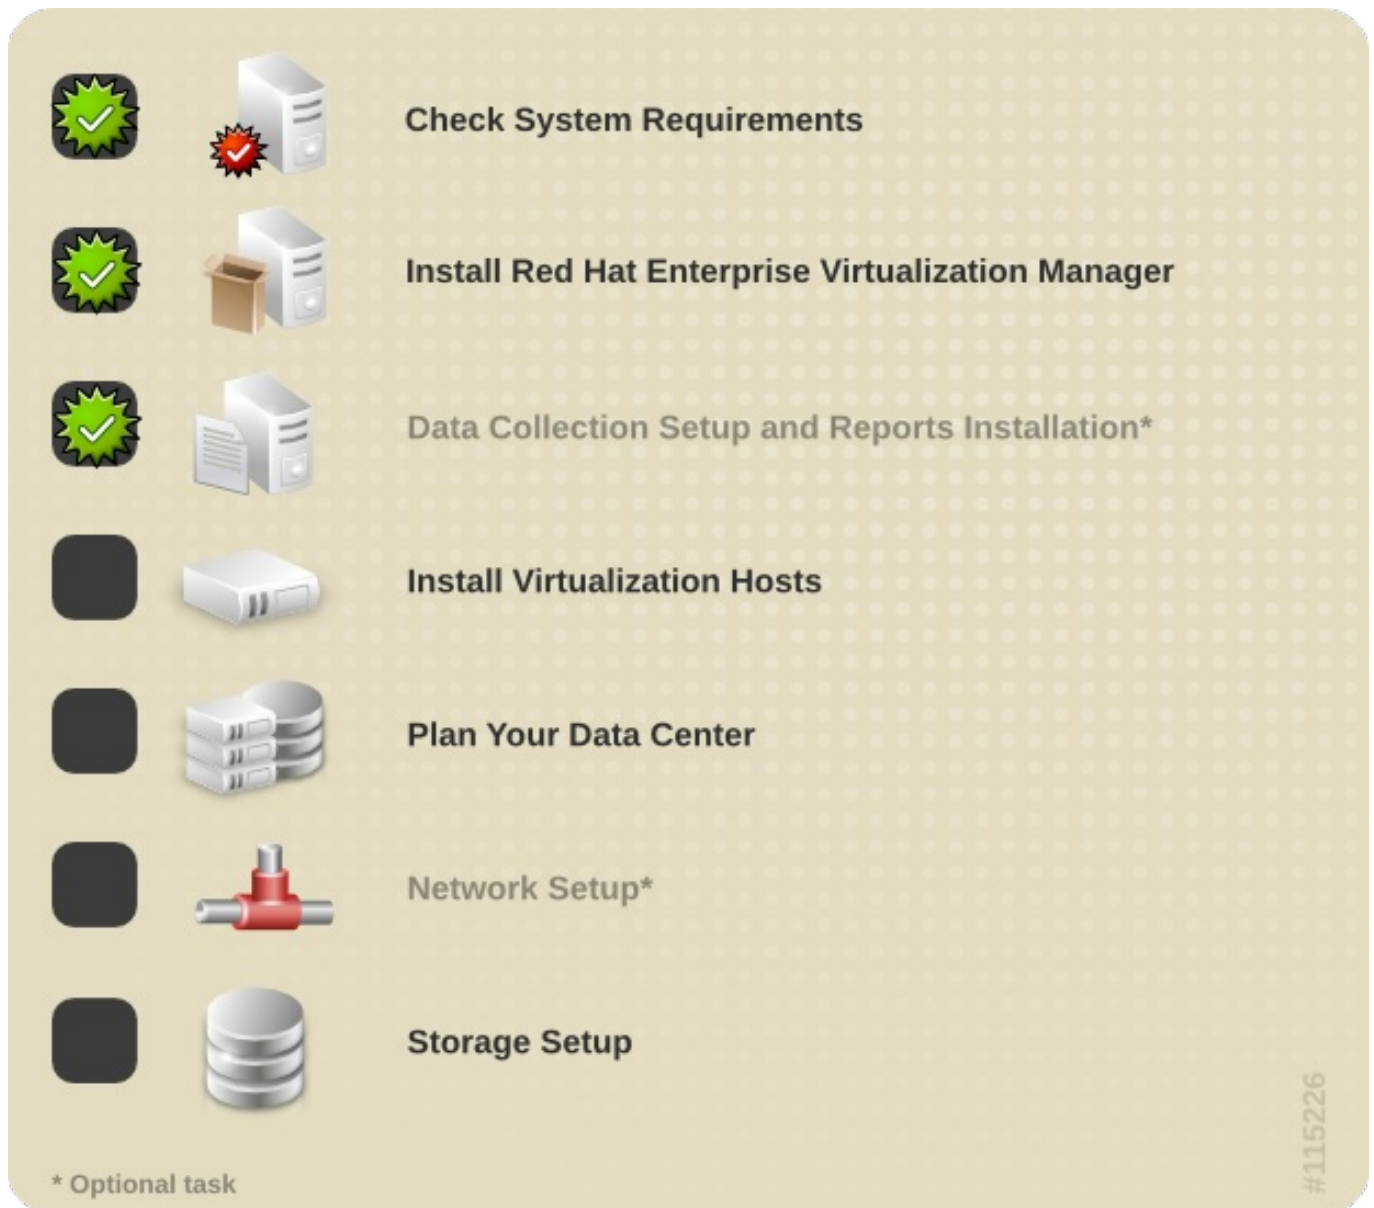 Check System Requirements
Install Red Hat Enterprise Virtualization Manager
Data Collection Setup and Reports Installation*
Install Virtualization Hosts
Plan Your Data Center
Network Setup*
Storage Setup
* Optional task
#115226